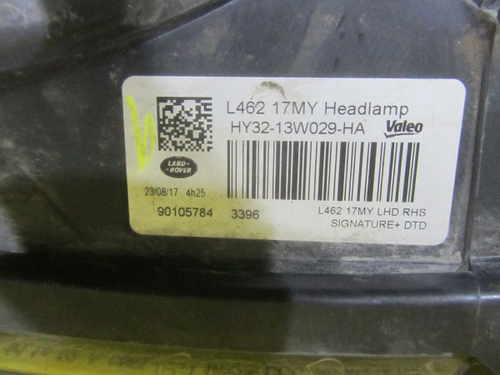 L462 17MY Headlamp
HY32-13W029-HA Valeo
LAND-
ROVER
23/08/17 4h25
90105784 3396
L462 17MY LHD RHS
SIGNATURE+ DTD